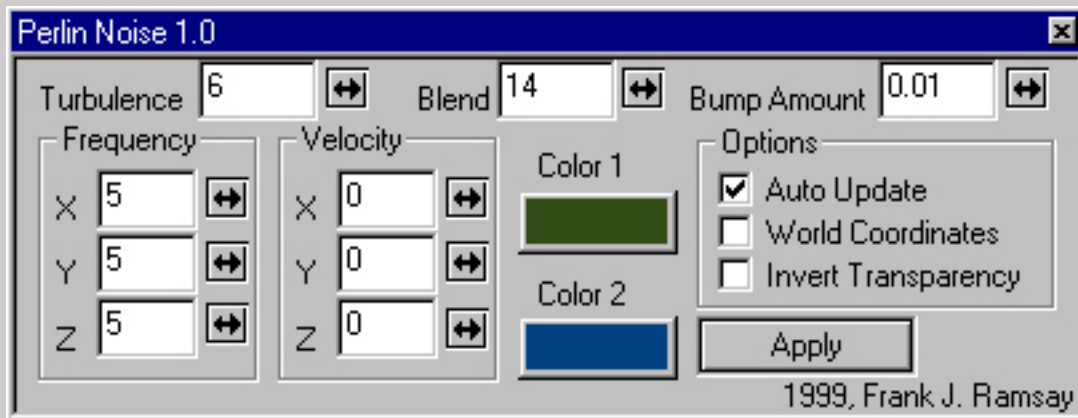 Perlin Noise 1.0
Turbulence 6 Blend 14 Bump Amount 0.01
Frequency
X 5
Y 5
Z 5
Velocity
X 0
Y 0
Z 0
Color 1
Color 2
Options
Auto Update
World Coordinates
Invert Transparency
Apply
1999, Frank J. Ramsay